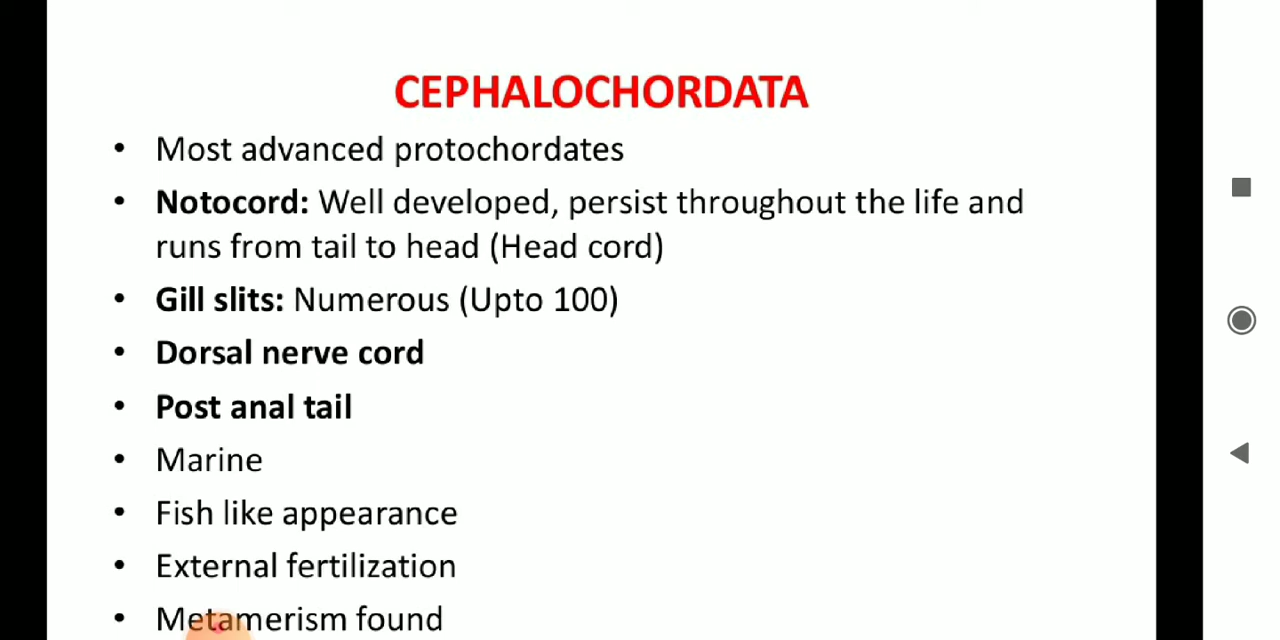 CEPHALOCHORDATA
• Most advanced protochordates
• Notocord: Well developed, persist throughout the life and
runs from tail to head (Head cord)
• Gill slits: Numerous (Upto 100)
• Dorsal nerve cord
• Post anal tail
• Marine
• Fish like appearance
• External fertilization
• Metamerism found